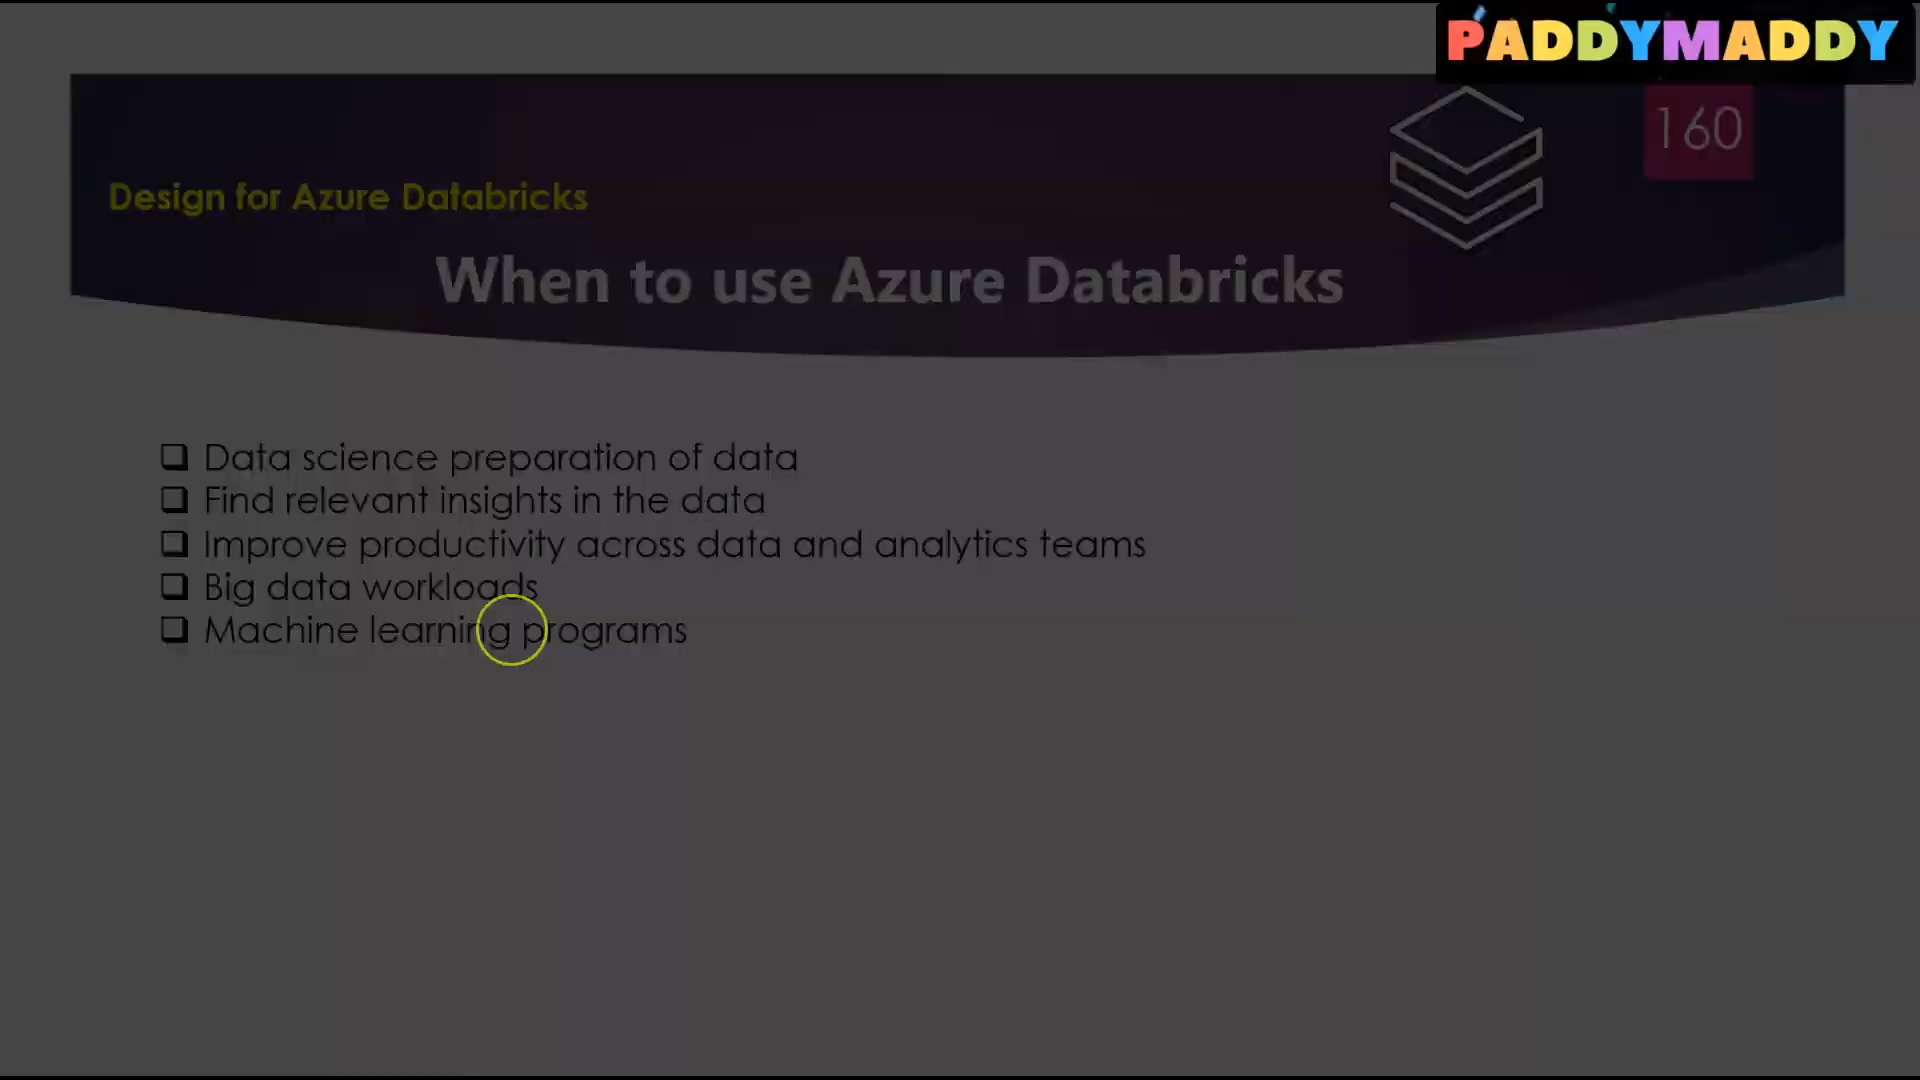 PADDYMADDY
160
Design for Azure Databricks
When to use Azure Databricks
Data science preparation of data
Find relevant insights in the data
Improve productivity across data and analytics teams
Big data workloads
Machine learning programs